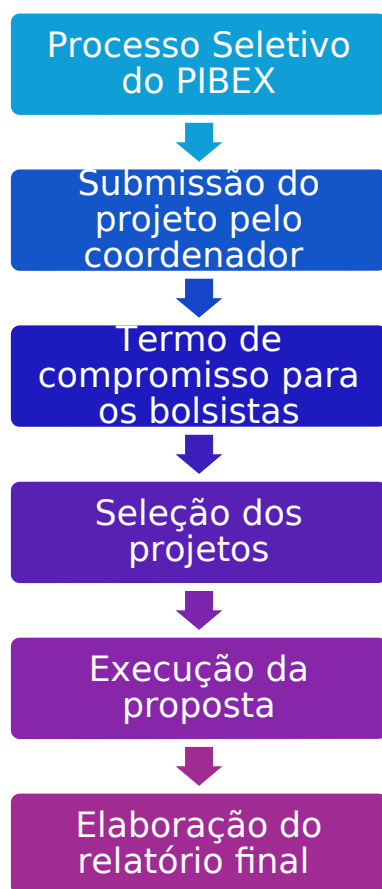 Processo Seletivo
do PIBEX
Submissão do
projeto pelo
coordenador
Termo de
compromisso para
os bolsistas
Seleção dos
projetos
Execução da
proposta
Elaboração do
relatório final